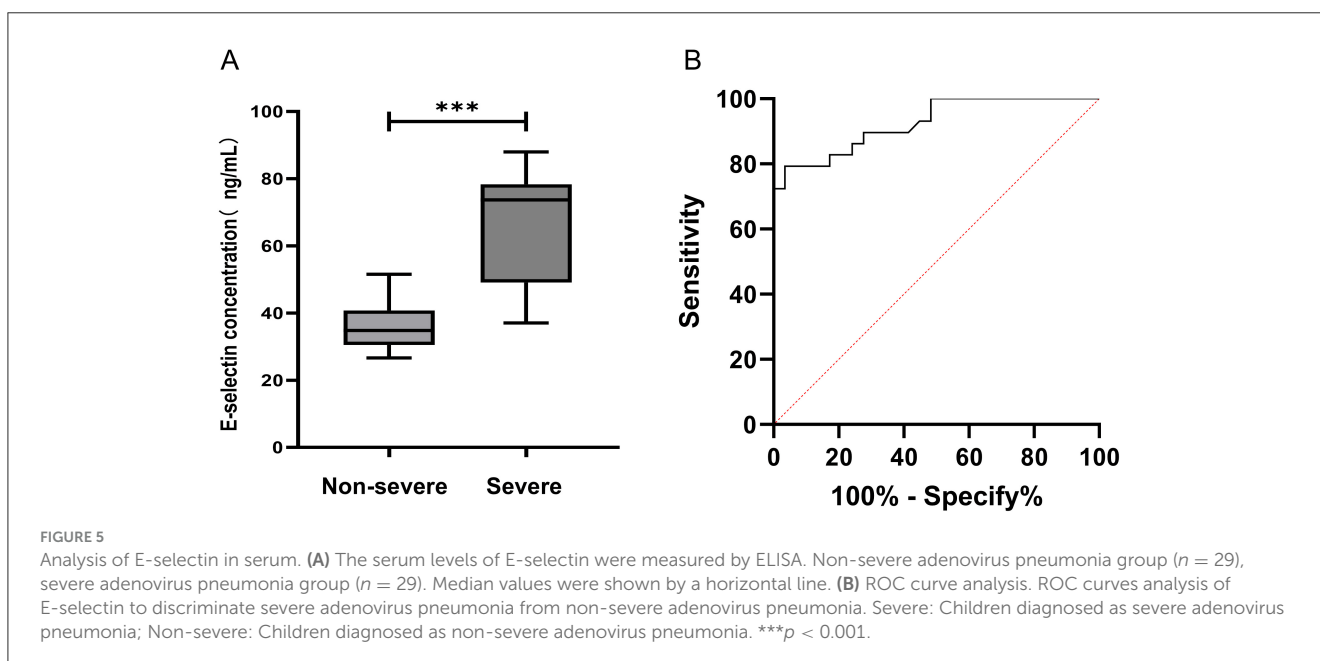 A
B
***
100
80
60
40
20
0
E-selectin concentration( ng/mL)
Non-severe
Severe
100
80
60
40
20
0
Sensitivity
0 20 40 60 80 100
100% - Specify%
FIGURE 5
Analysis of E-selectin in serum. (A) The serum levels of E-selectin were measured by ELISA. Non-severe adenovirus pneumonia group (n = 29),
severe adenovirus pneumonia group (n = 29). Median values were shown by a horizontal line. (B) ROC curve analysis. ROC curves analysis of
E-selectin to discriminate severe adenovirus pneumonia from non-severe adenovirus pneumonia. Severe: Children diagnosed as severe adenovirus
pneumonia; Non-severe: Children diagnosed as non-severe adenovirus pneumonia. ***p < 0.001.